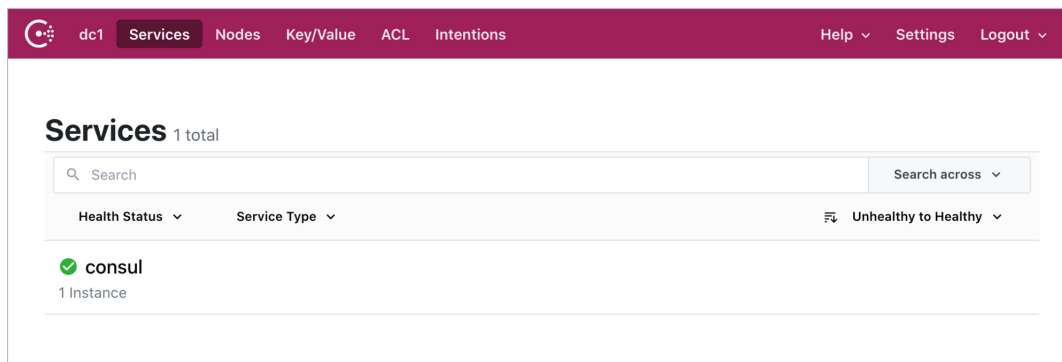 dc1 Services Nodes Key/Value ACL Intentions Help Settings Logout
Services 1 total
Search Search across
Health Status Service Type Unhealthy to Healthy
consul
1 Instance